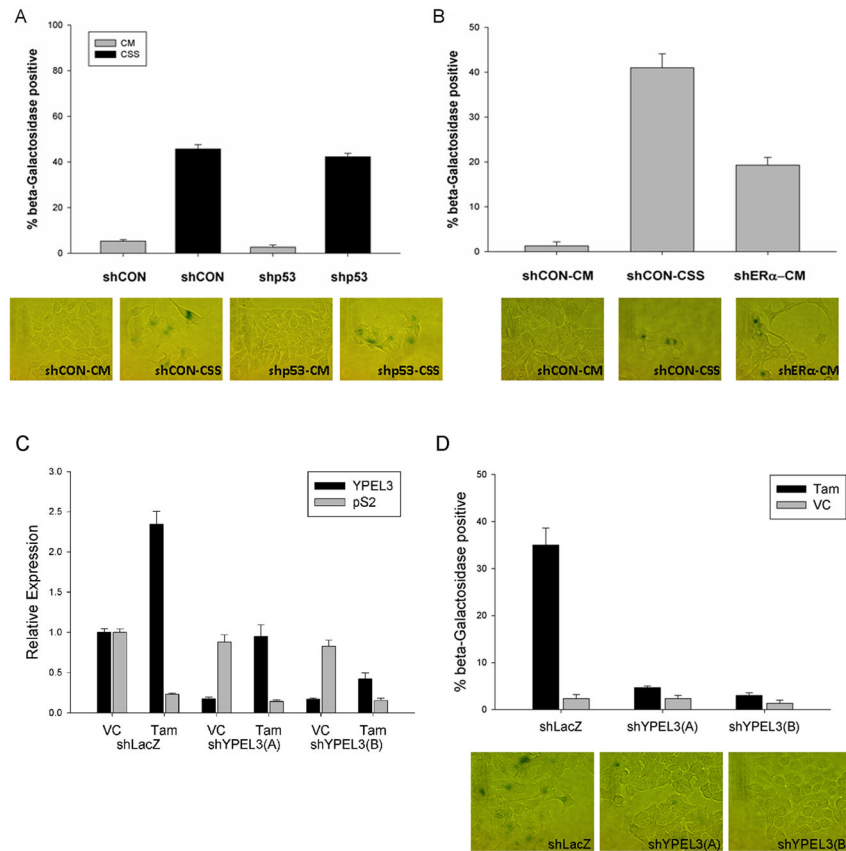 A
% beta-Galactosidase positive
100
80
60
40
20
0
CM
CSS
shCON
shCON
shp53
shp53
shCON-CM
shCON-CSS
shp53-CM
shp53-CSS
B
% beta-Galactosidase positive
50
40
30
20
10
0
shCON-CM
shCON-CSS
shERα–CM
shCON-CM
shCON-CSS
shERα-CM
C
Relative Expression
3.0
2.5
2.0
1.5
1.0
0.5
0.0
YPEL3
pS2
VC Tam VC Tam VC Tam
shLacZ shYPEL3(A) shYPEL3(B)
D
% beta-Galactosidase positive
50
40
30
20
10
0
Tam
VC
shLacZ
shYPEL3(A)
shYPEL3(B)
shLacZ
shYPEL3(A)
shYPEL3(B)